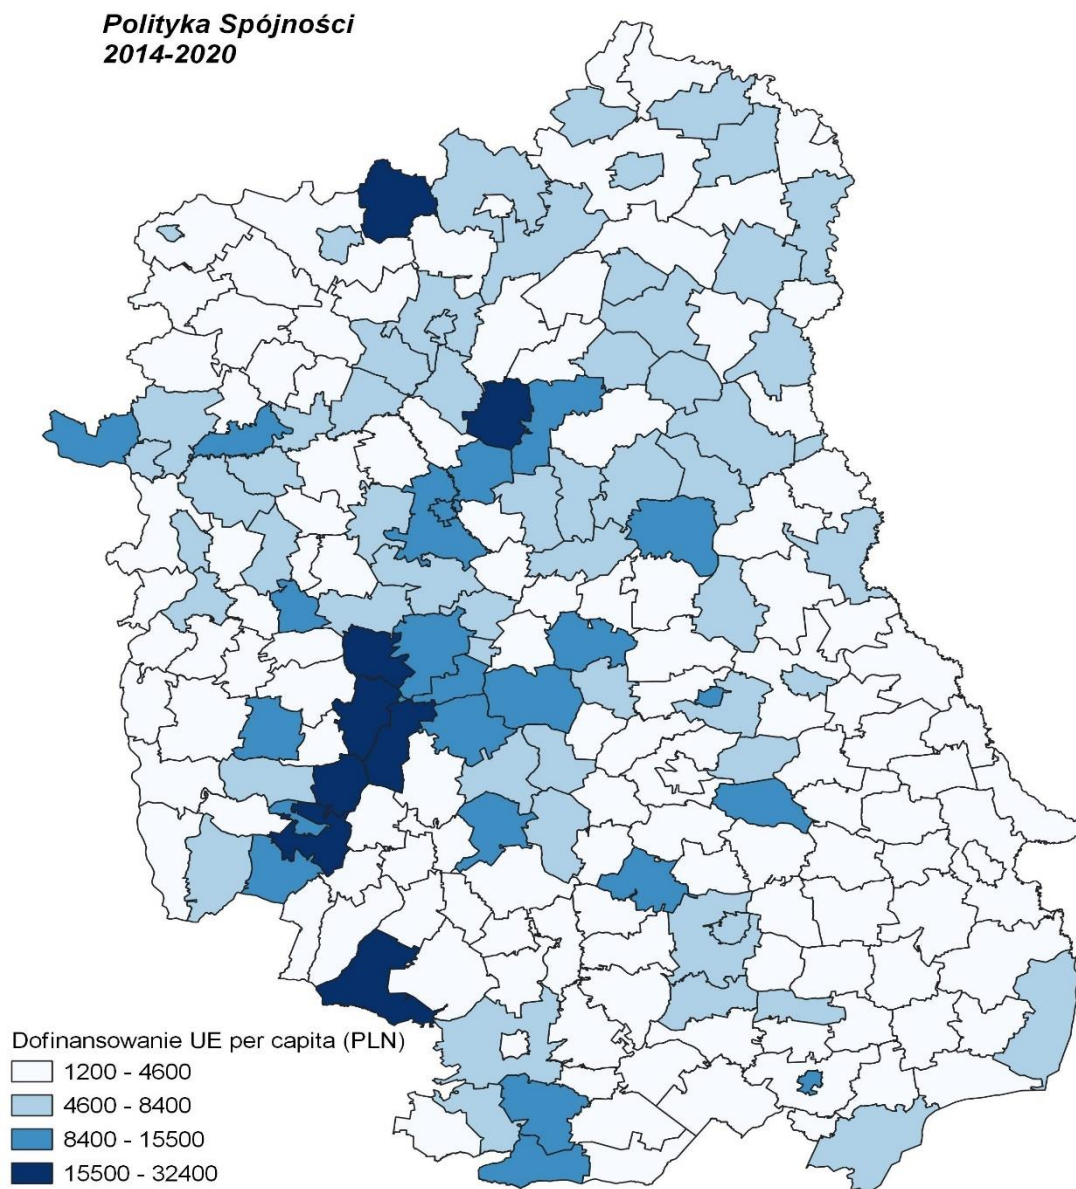 Polityka Spójności
2014-2020
Dofinansowanie UE per capita (PLN)
1200 - 4600
4600 - 8400
8400 - 15500
15500 - 32400